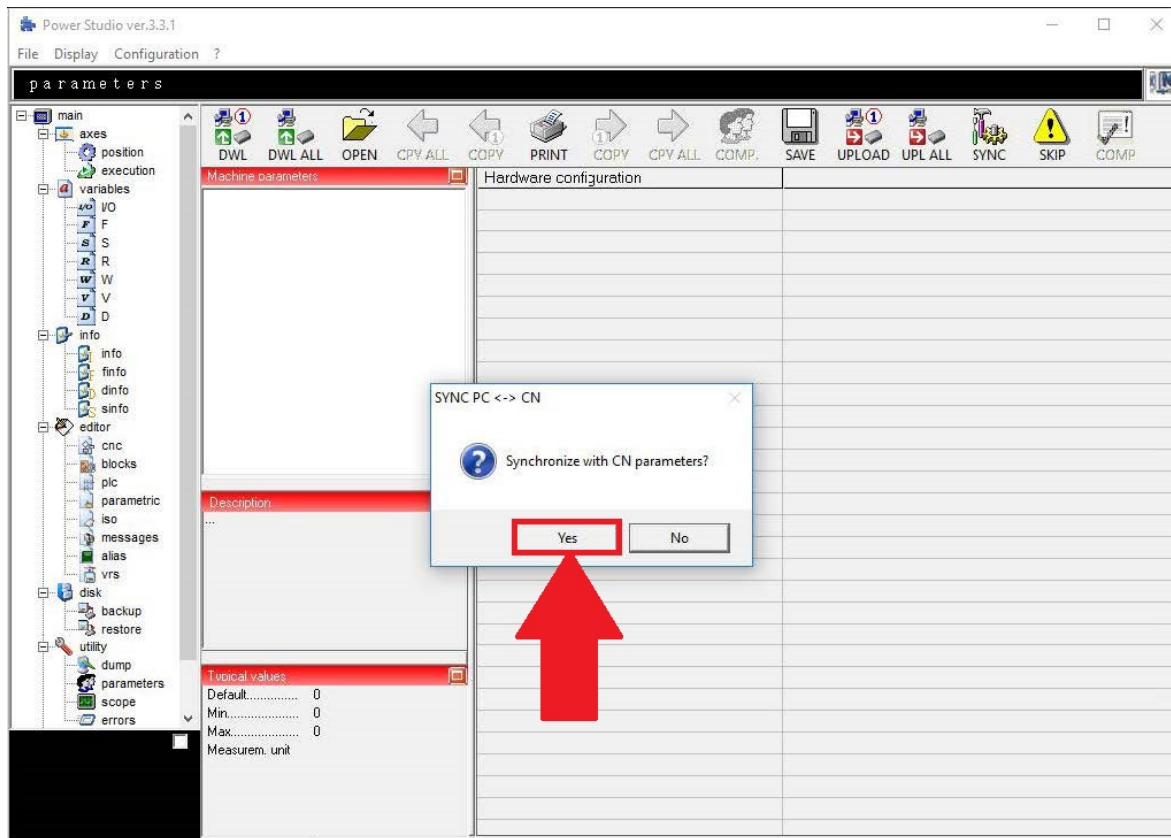 Power Studio ver.3.3.1
File Display Configuration ?
parameters
main
axes
position
execution
variables
I/O I/O
F F
S S
R R
W W
V V
D D
info
info
finfo
dinfo
sinfo
editor
cnc
blocks
plc
parametric
iso
messages
alias
vrs
disk
backup
restore
utility
dump
parameters
scope
errors
DWL DWL ALL OPEN CPY ALL COPY PRINT COPY CPY ALL COMP. SAVE UPLOAD UPL ALL SYNC SKIP COMP
Machine parameters
Hardware configuration
Description
...
Typical values
Default.............. 0
Min.................... 0
Max................... 0
Measurem. unit
SYNC PC <-> CN
Synchronize with CN parameters?
Yes No